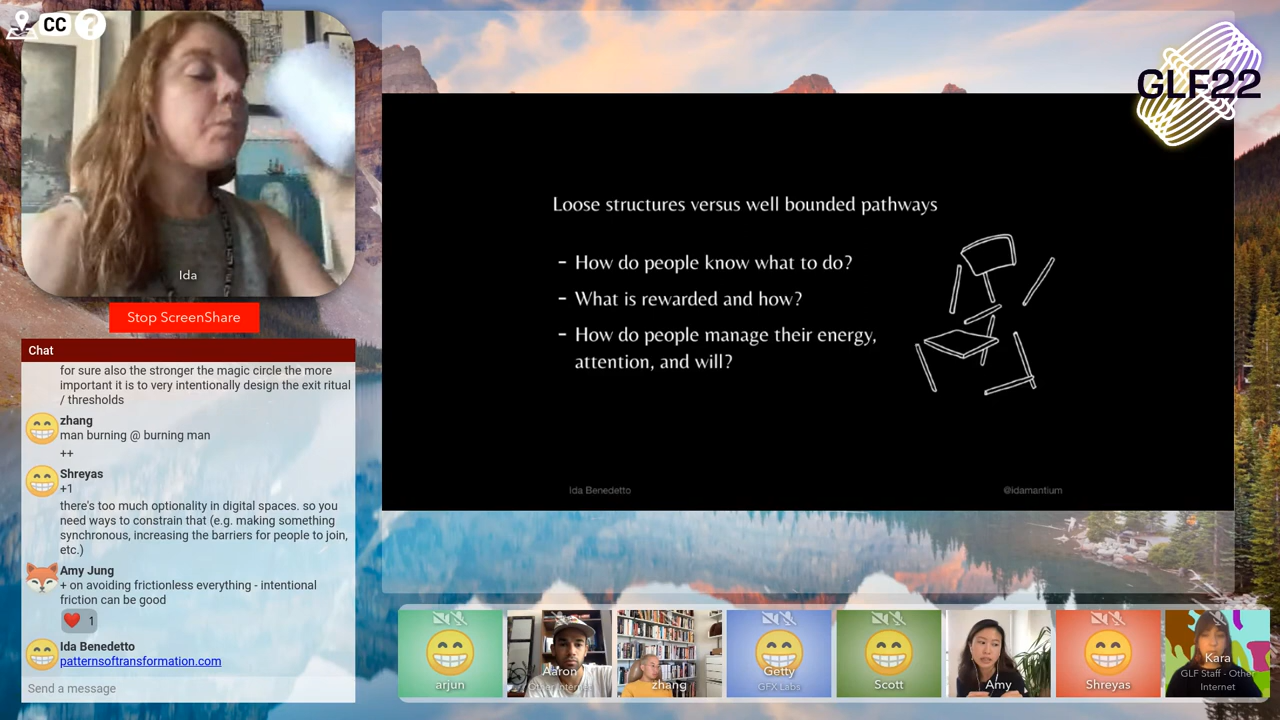 CC
?
Ida
Stop ScreenShare
Chat
for sure also the stronger the magic circle the more
important it is to very intentionally design the exit ritual
/ thresholds
zhang
man burning @ burning man
++
Shreyas
+1
there's too much optionality in digital spaces. so you
need ways to constrain that (e.g. making something
synchronous, increasing the barriers for people to join,
etc.)
Amy Jung
+ on avoiding frictionless everything - intentional
friction can be good
❤️ 1
Ida Benedetto
patternsoftransformation.com
Send a message
GLF22
Loose structures versus well bounded pathways
- How do people know what to do?
- What is rewarded and how?
- How do people manage their energy,
attention, and will?
Ida Benedetto
@idamantium
arjun
Aaron
Other Internet
zhang
Getty
GFX Labs
Scott
Amy
Shreyas
Kara
GLF Staff - Other
Internet